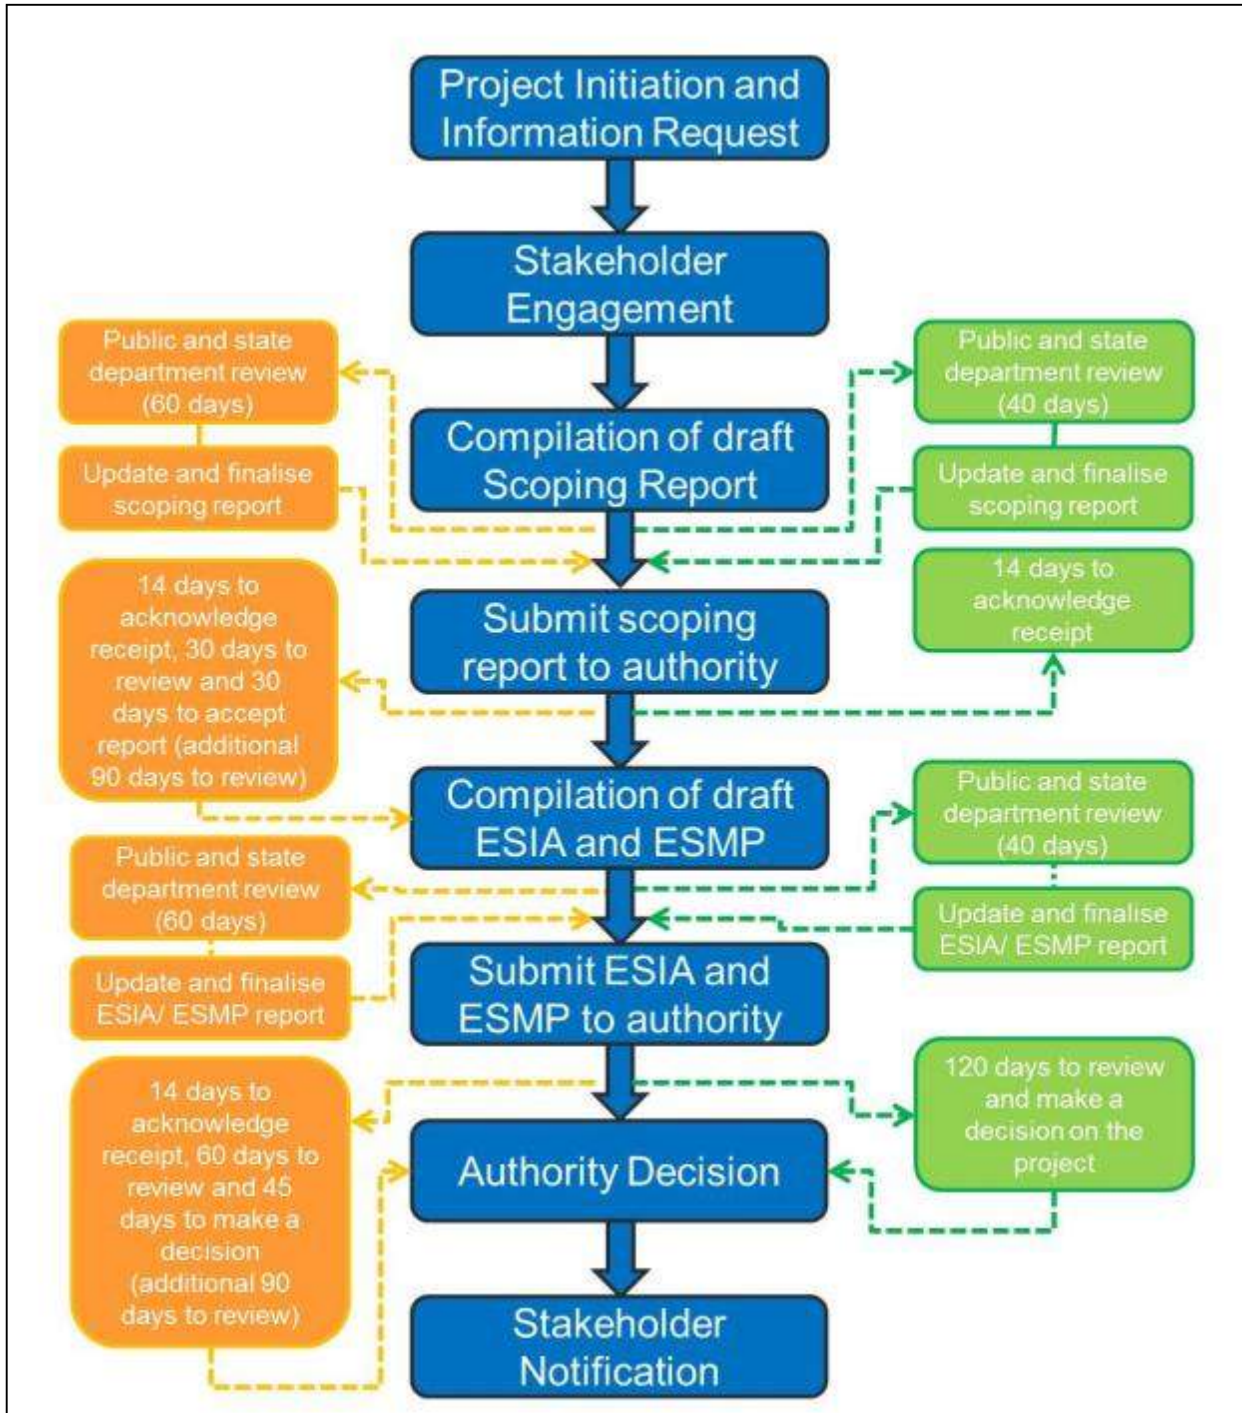 Project Initiation and
Information Request
Stakeholder
Engagement
Public and state
department review
(60 days)
Public and state
department review
(40 days)
Compilation of draft
Scoping Report
Update and finalise
scoping report
Update and finalise
scoping report
14 days to
acknowledge
receipt, 30 days to
review and 30
days to accept
report (additional
90 days to review)
14 days to
acknowledge
receipt
Submit scoping
report to authority
Compilation of draft
ESIA and ESMP
Public and state
department review
(40 days)
Public and state
department review
(60 days)
Update and finalise
ESIA/ ESMP report
Update and finalise
ESIA/ ESMP report
Submit ESIA and
ESMP to authority
14 days to
acknowledge
receipt, 60 days to
review and 45
days to make a
decision
(additional 90
days to review)
120 days to review
and make a
decision on the
project
Authority Decision
Stakeholder
Notification